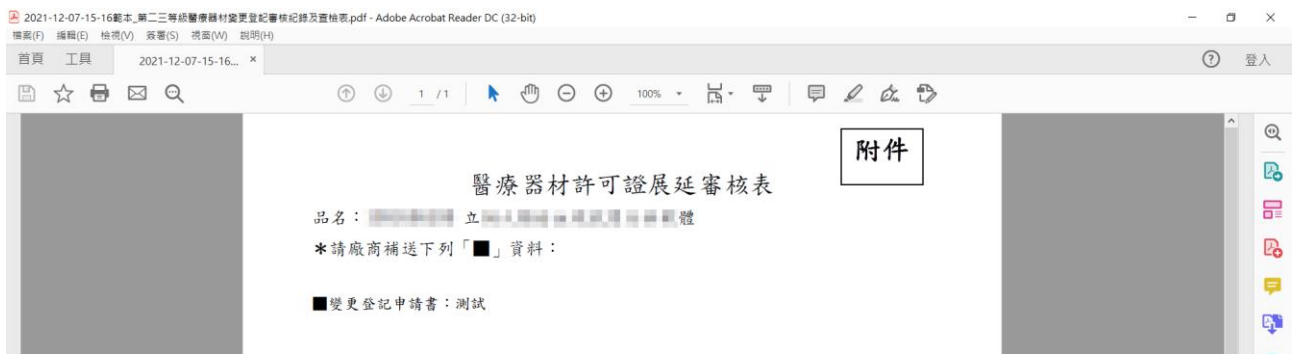 2021-12-07-15-16範本_第二三等級醫療器材變更登記審核紀錄及查檢表.pdf - Adobe Acrobat Reader DC (32-bit)
檔案(F) 編輯(E) 檢視(V) 簽署(S) 視窗(W) 說明(H)
首頁 工具 2021-12-07-15-16... × 登入
1 / 1 100%
附件
醫療器材許可證展延審核表
品名： 立 體
＊請廠商補送下列「■」資料：
■變更登記申請書：測試